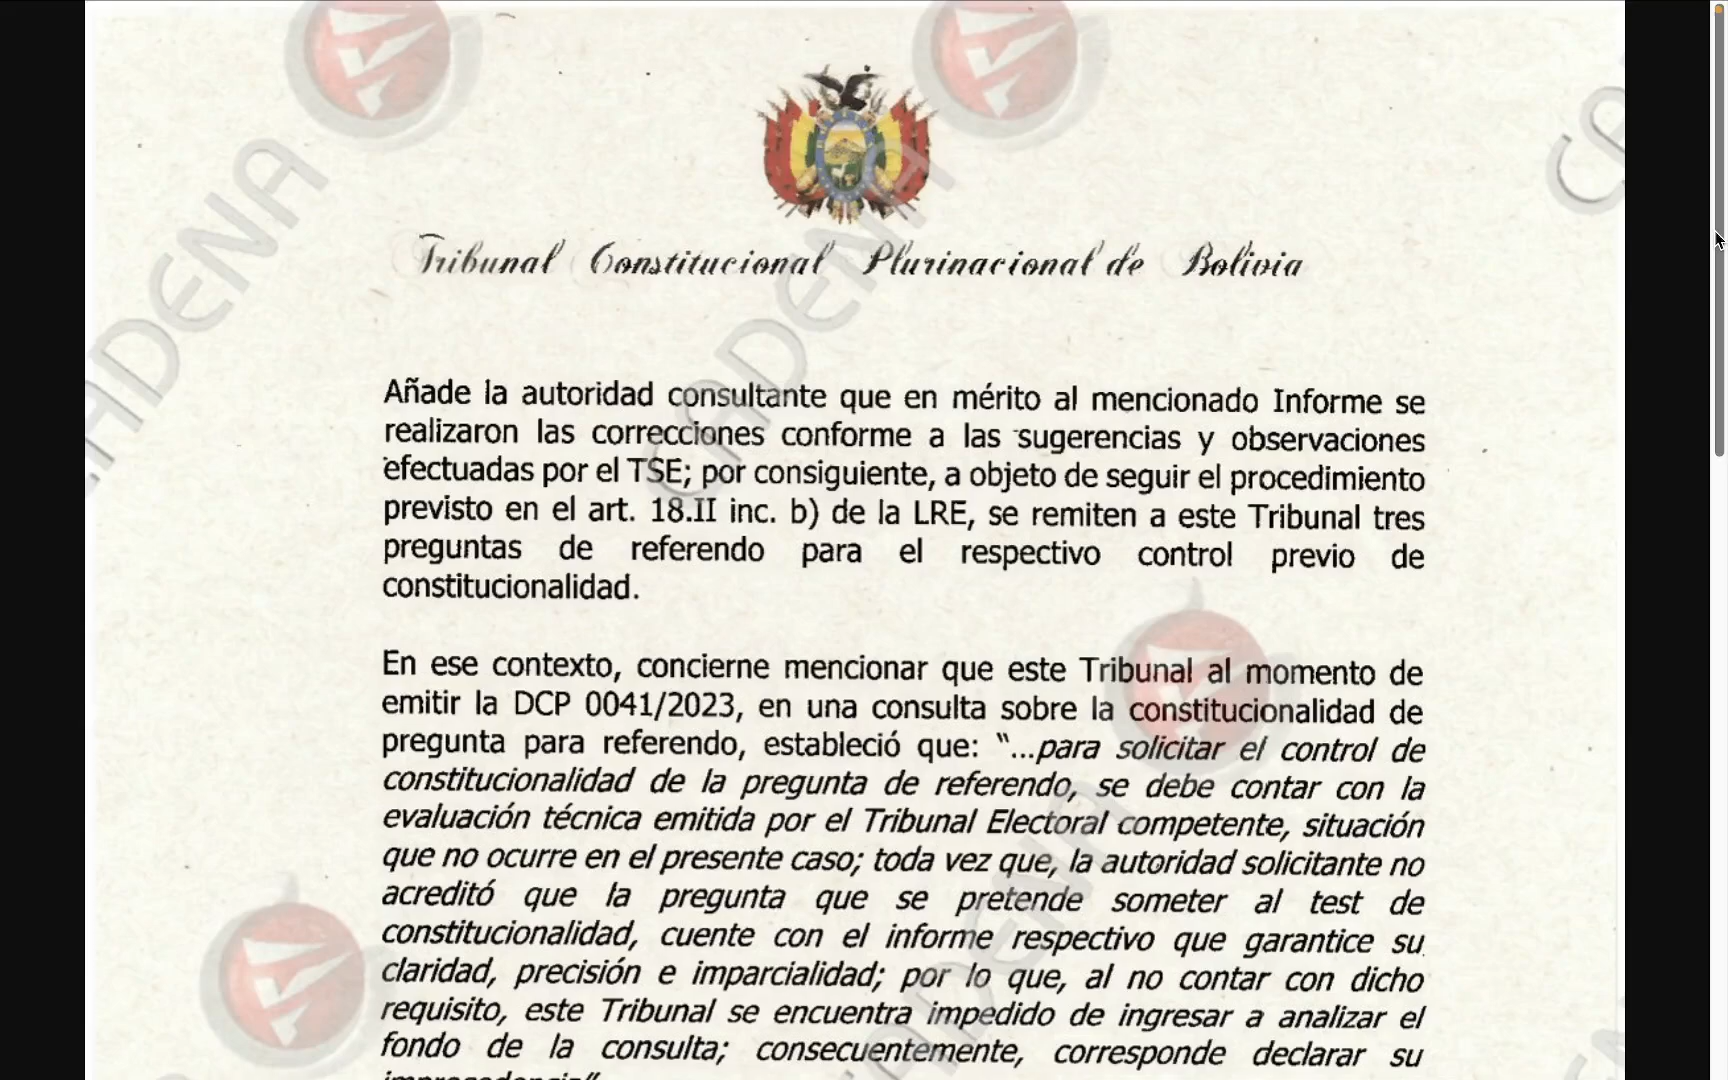 Tribunal Constitucional Plurinacional de Bolivia
Añade la autoridad consultante que en mérito al mencionado Informe se
realizaron las correcciones conforme a las sugerencias y observaciones
efectuadas por el TSE; por consiguiente, a objeto de seguir el procedimiento
previsto en el art. 18.II inc. b) de la LRE, se remiten a este Tribunal tres
preguntas de referendo para el respectivo control previo de
constitucionalidad.
En ese contexto, concierne mencionar que este Tribunal al momento de
emitir la DCP 0041/2023, en una consulta sobre la constitucionalidad de
pregunta para referendo, estableció que: "...para solicitar el control de
constitucionalidad de la pregunta de referendo, se debe contar con la
evaluación técnica emitida por el Tribunal Electoral competente, situación
que no ocurre en el presente caso; toda vez que, la autoridad solicitante no
acreditó que la pregunta que se pretende someter al test de
constitucionalidad, cuente con el informe respectivo que garantice su
claridad, precisión e imparcialidad; por lo que, al no contar con dicho
requisito, este Tribunal se encuentra impedido de ingresar a analizar el
fondo de la consulta; consecuentemente, corresponde declarar su
CADENA
CADENA
CADENA